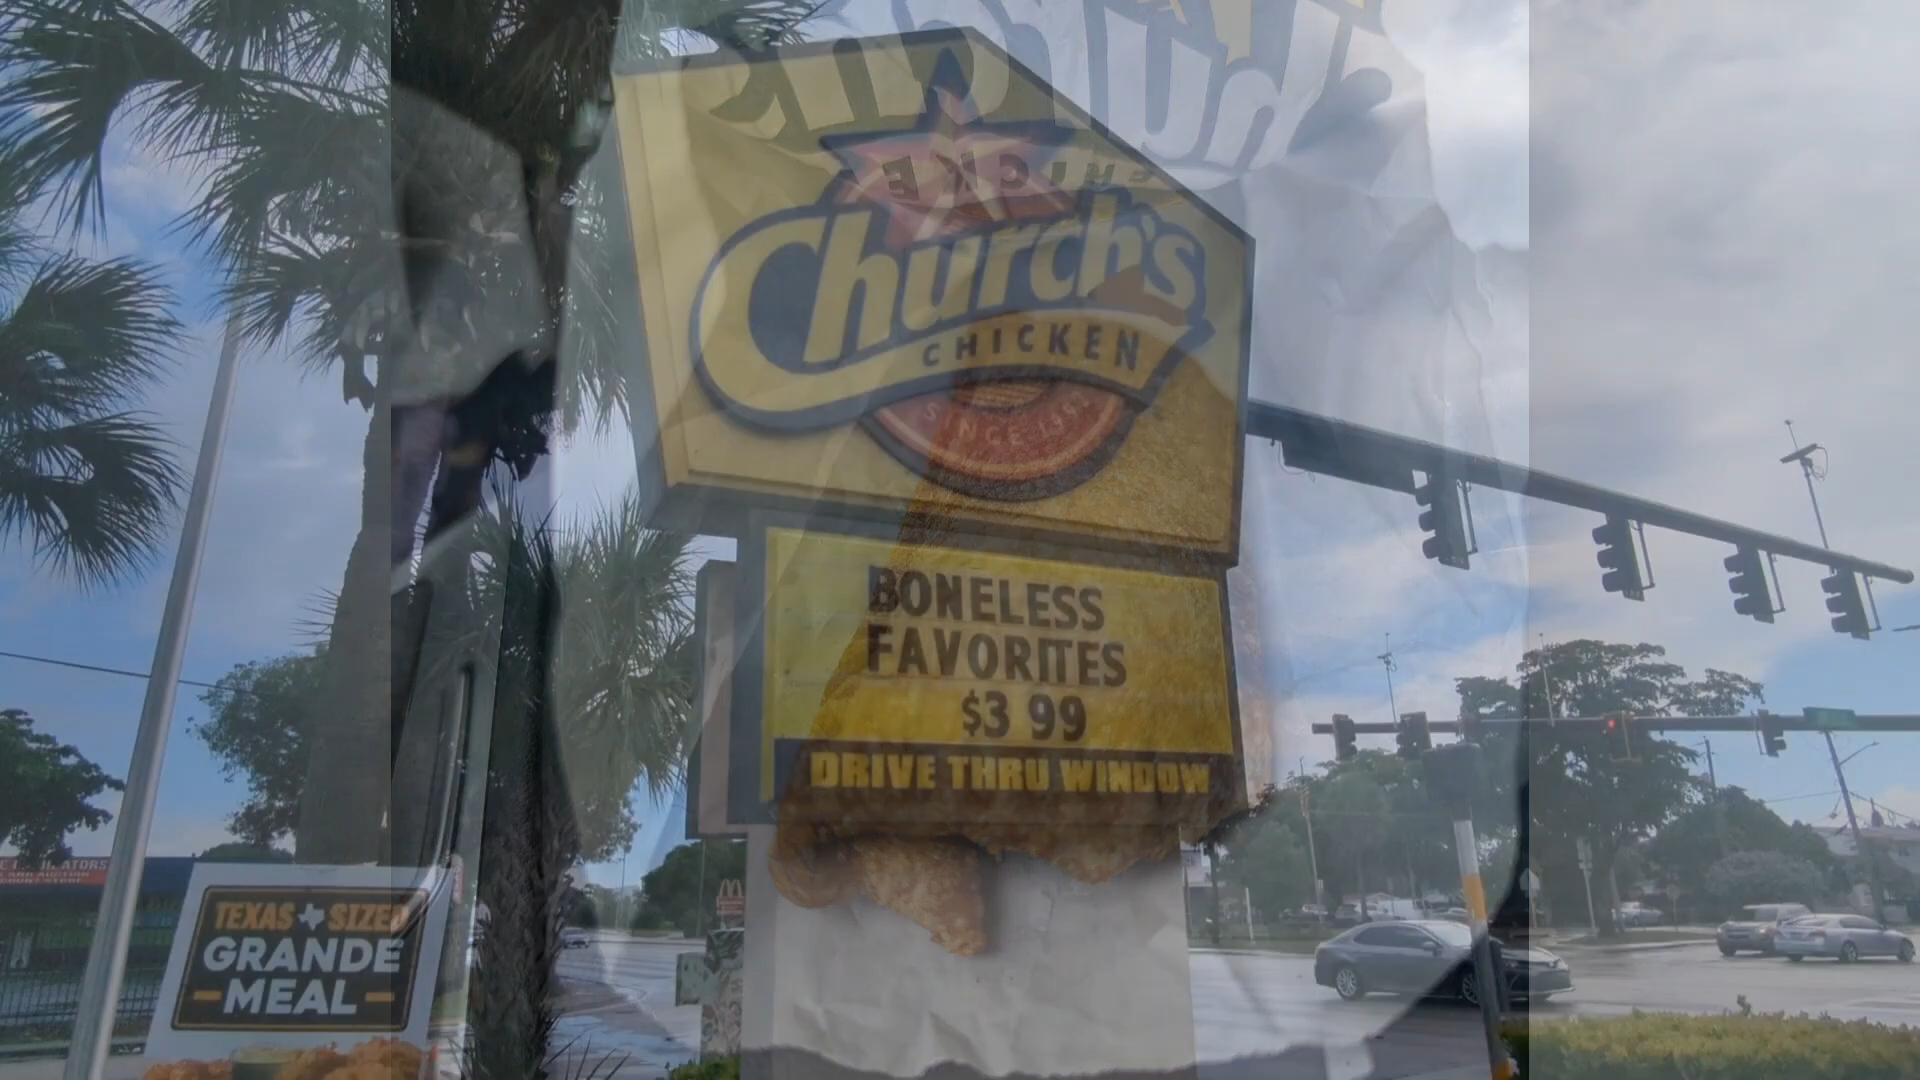 Church's
CHICKEN
BONELESS
FAVORITES
$3 99
DRIVE THRU WINDOW
TEXAS SIZED
GRANDE
MEAL